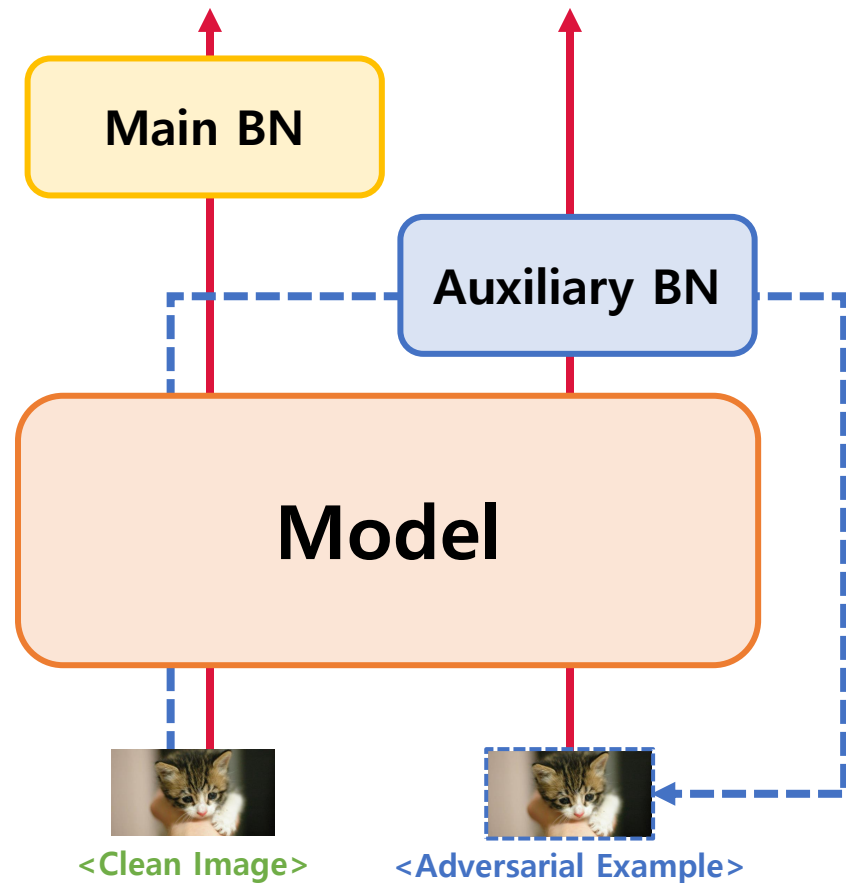 Main BN
Auxiliary BN
Model
<Clean Image>
<Adversarial Example>